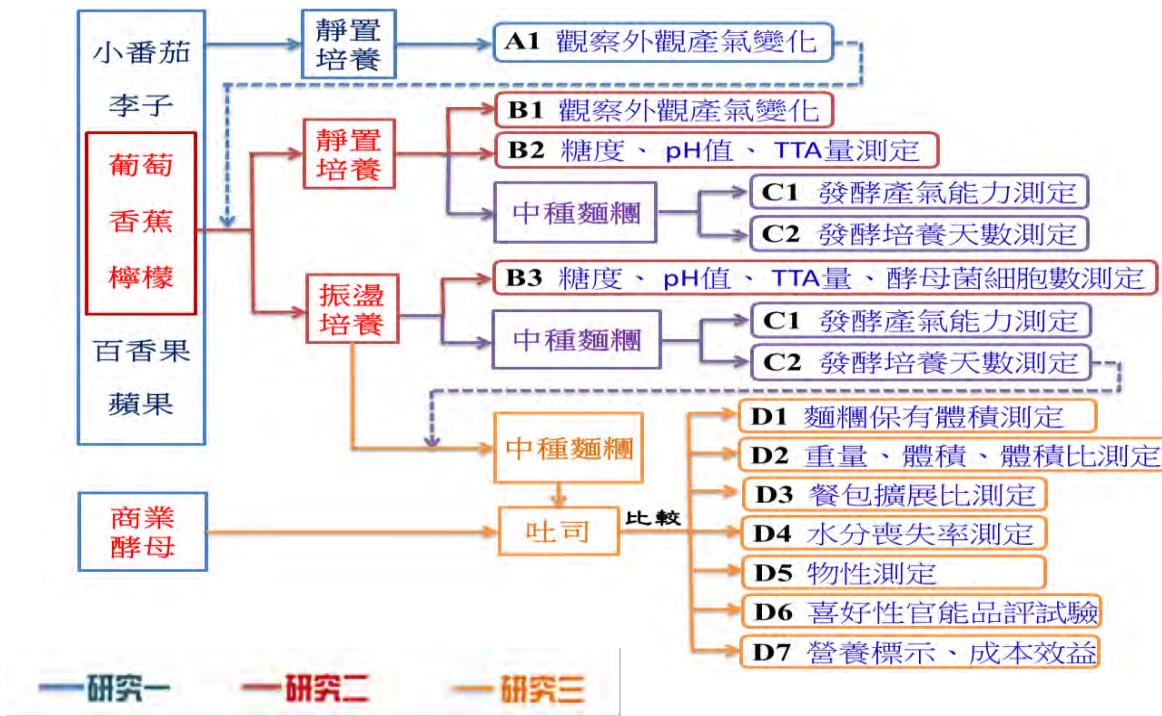 小番茄
李子
葡萄
香蕉
檸檬
百香果
蘋果
商業
酵母
靜置
培養
A1 觀察外觀產氣變化
靜置
培養
B1 觀察外觀產氣變化
B2 糖度、pH值、TTA量測定
中種麵糰
C1 發酵產氣能力測定
C2 發酵培養天數測定
振盪
培養
B3 糖度、pH值、TTA量、酵母菌細胞數測定
中種麵糰
C1 發酵產氣能力測定
C2 發酵培養天數測定
中種麵糰
吐司
比較
D1 麵糰保有體積測定
D2 重量、體積、體積比測定
D3 餐包擴展比測定
D4 水分喪失率測定
D5 物性測定
D6 喜好性官能品評試驗
D7 營養標示、成本效益
研究一
研究二
研究三